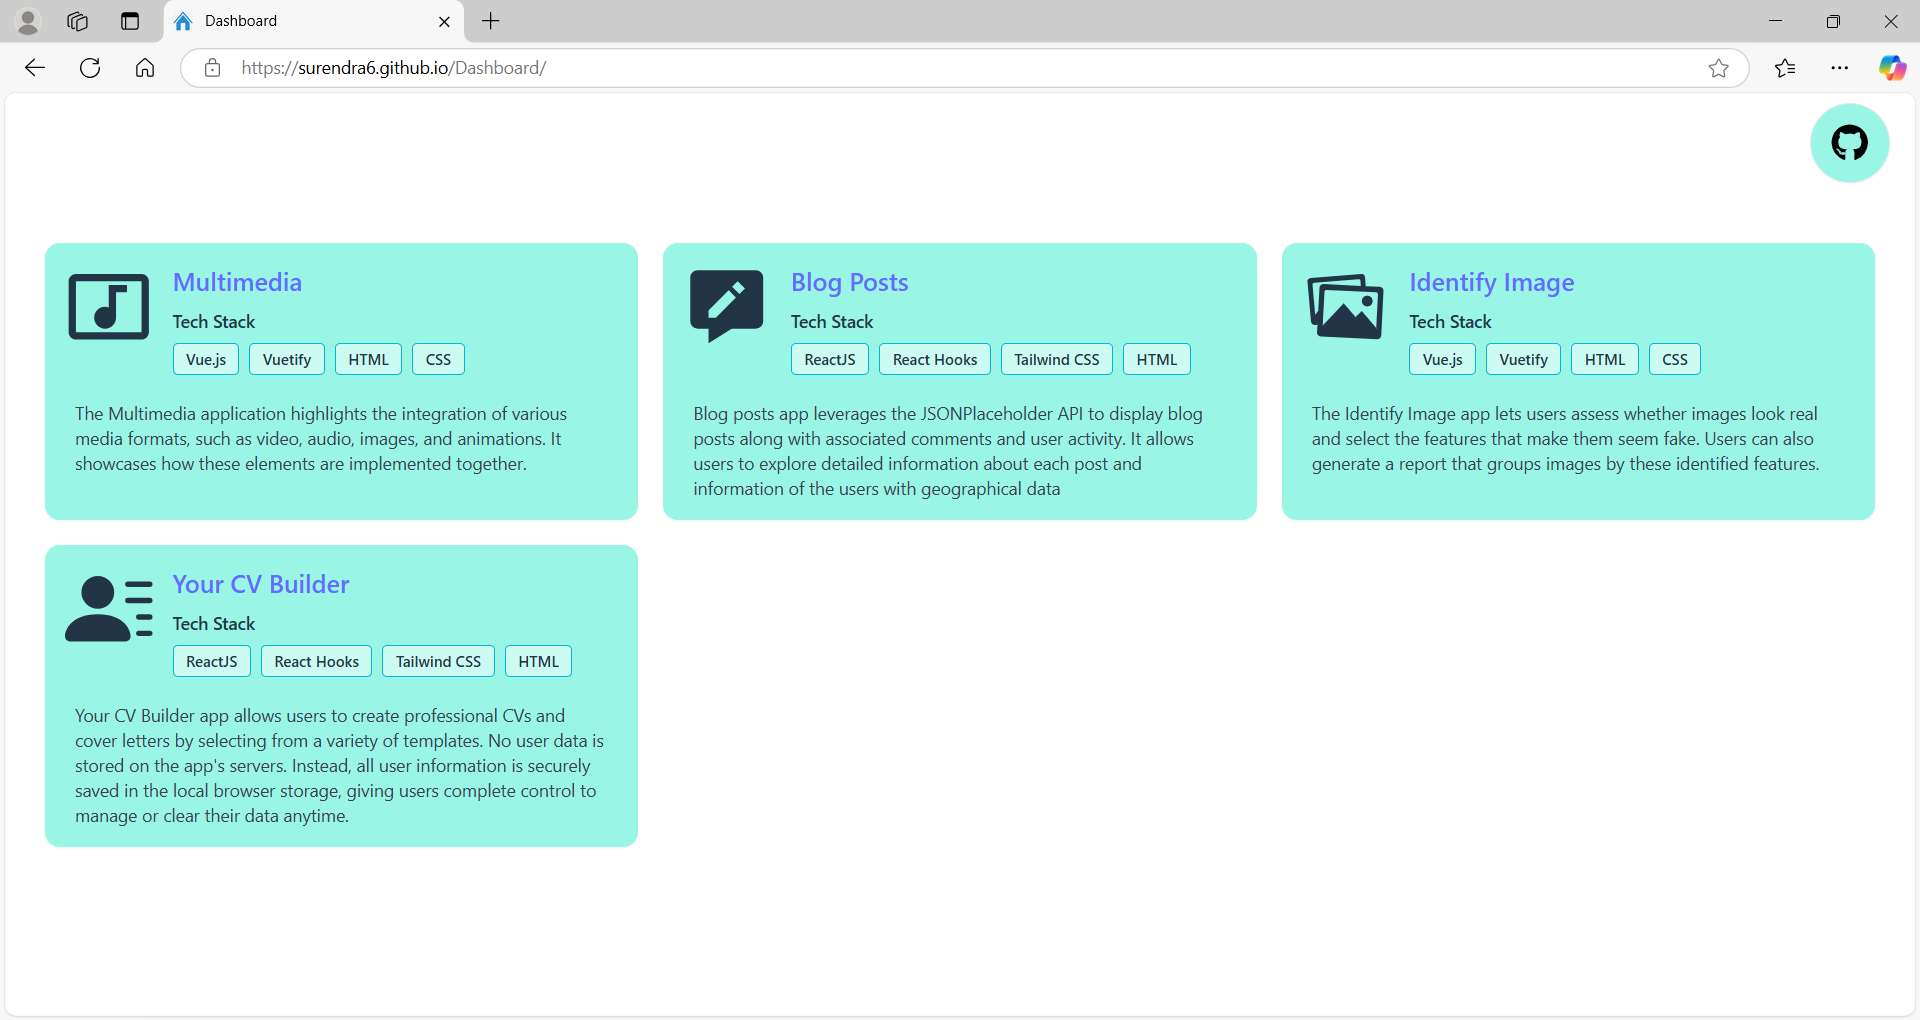 Dashboard
https://surendra6.github.io/Dashboard/
Multimedia
Tech Stack
Vue.js Vuetify HTML CSS
The Multimedia application highlights the integration of various
media formats, such as video, audio, images, and animations. It
showcases how these elements are implemented together.
Blog Posts
Tech Stack
ReactJS React Hooks Tailwind CSS HTML
Blog posts app leverages the JSONPlaceholder API to display blog
posts along with associated comments and user activity. It allows
users to explore detailed information about each post and
information of the users with geographical data
Identify Image
Tech Stack
Vue.js Vuetify HTML CSS
The Identify Image app lets users assess whether images look real
and select the features that make them seem fake. Users can also
generate a report that groups images by these identified features.
Your CV Builder
Tech Stack
ReactJS React Hooks Tailwind CSS HTML
Your CV Builder app allows users to create professional CVs and
cover letters by selecting from a variety of templates. No user data is
stored on the app's servers. Instead, all user information is securely
saved in the local browser storage, giving users complete control to
manage or clear their data anytime.